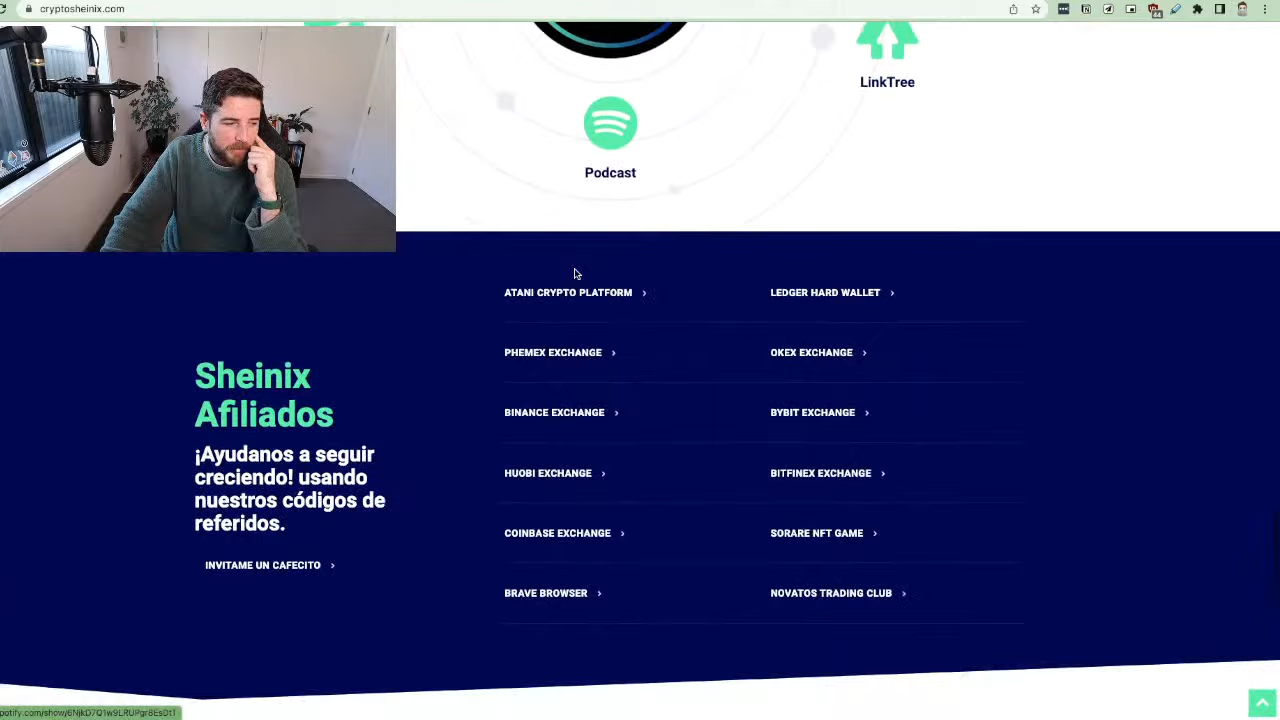 cryptosheinix.com
LinkTree
Podcast
ATANI CRYPTO PLATFORM
LEDGER HARD WALLET
PHEMEX EXCHANGE
OKEX EXCHANGE
Sheinix
Afiliados
BINANCE EXCHANGE
BYBIT EXCHANGE
¡Ayudanos a seguir
creciendo! usando
nuestros códigos de
referidos.
HUOBI EXCHANGE
BITFINEX EXCHANGE
COINBASE EXCHANGE
SORARE NFT GAME
INVITAME UN CAFECITO
BRAVE BROWSER
NOVATOS TRADING CLUB